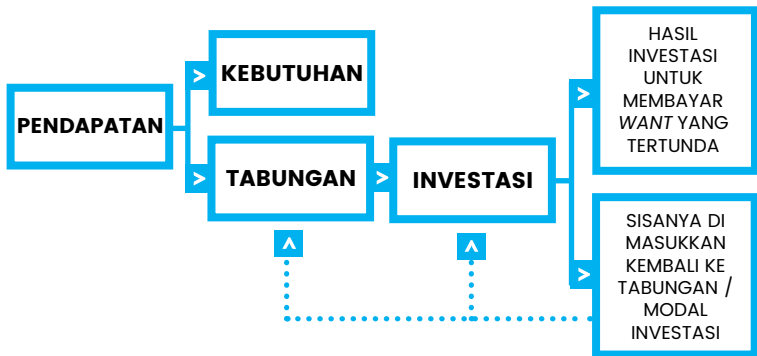 PENDAPATAN
KEBUTUHAN
TABUNGAN
INVESTASI
HASIL
INVESTASI
UNTUK
MEMBAYAR
WANT YANG
TERTUNDA
SISANYA DI
MASUKKAN
KEMBALI KE
TABUNGAN /
MODAL
INVESTASI